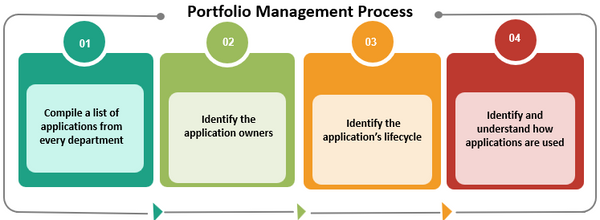 Portfolio Management Process
01
02
03
04
Compile a list of
applications from
every department
Identify the
application owners
Identify the
application's lifecycle
Identify and
understand how
applications are used